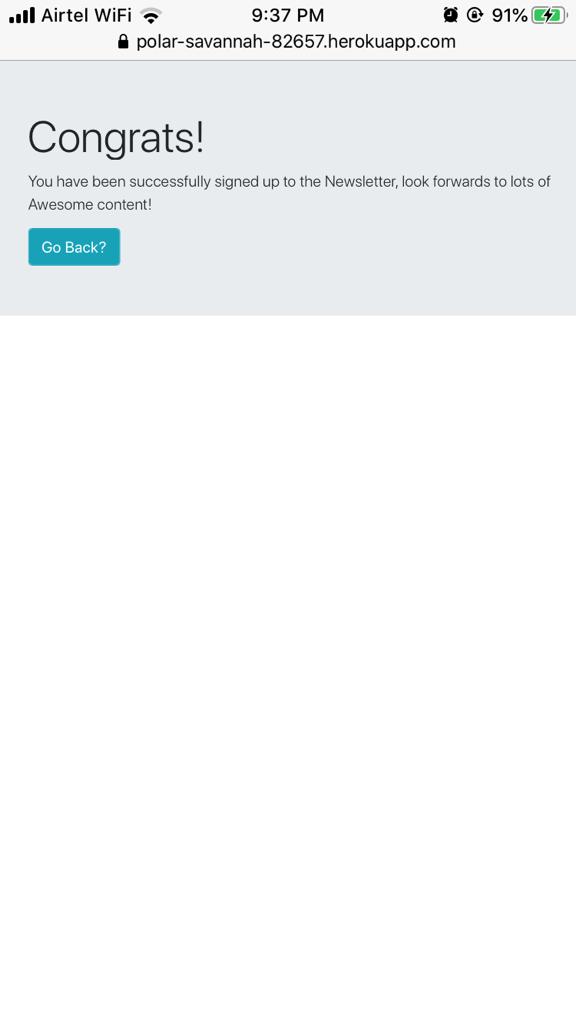 Airtel WiFi 9:37 PM 91%
polar-savannah-82657.herokuapp.com
Congrats!
You have been successfully signed up to the Newsletter, look forwards to lots of
Awesome content!
Go Back?